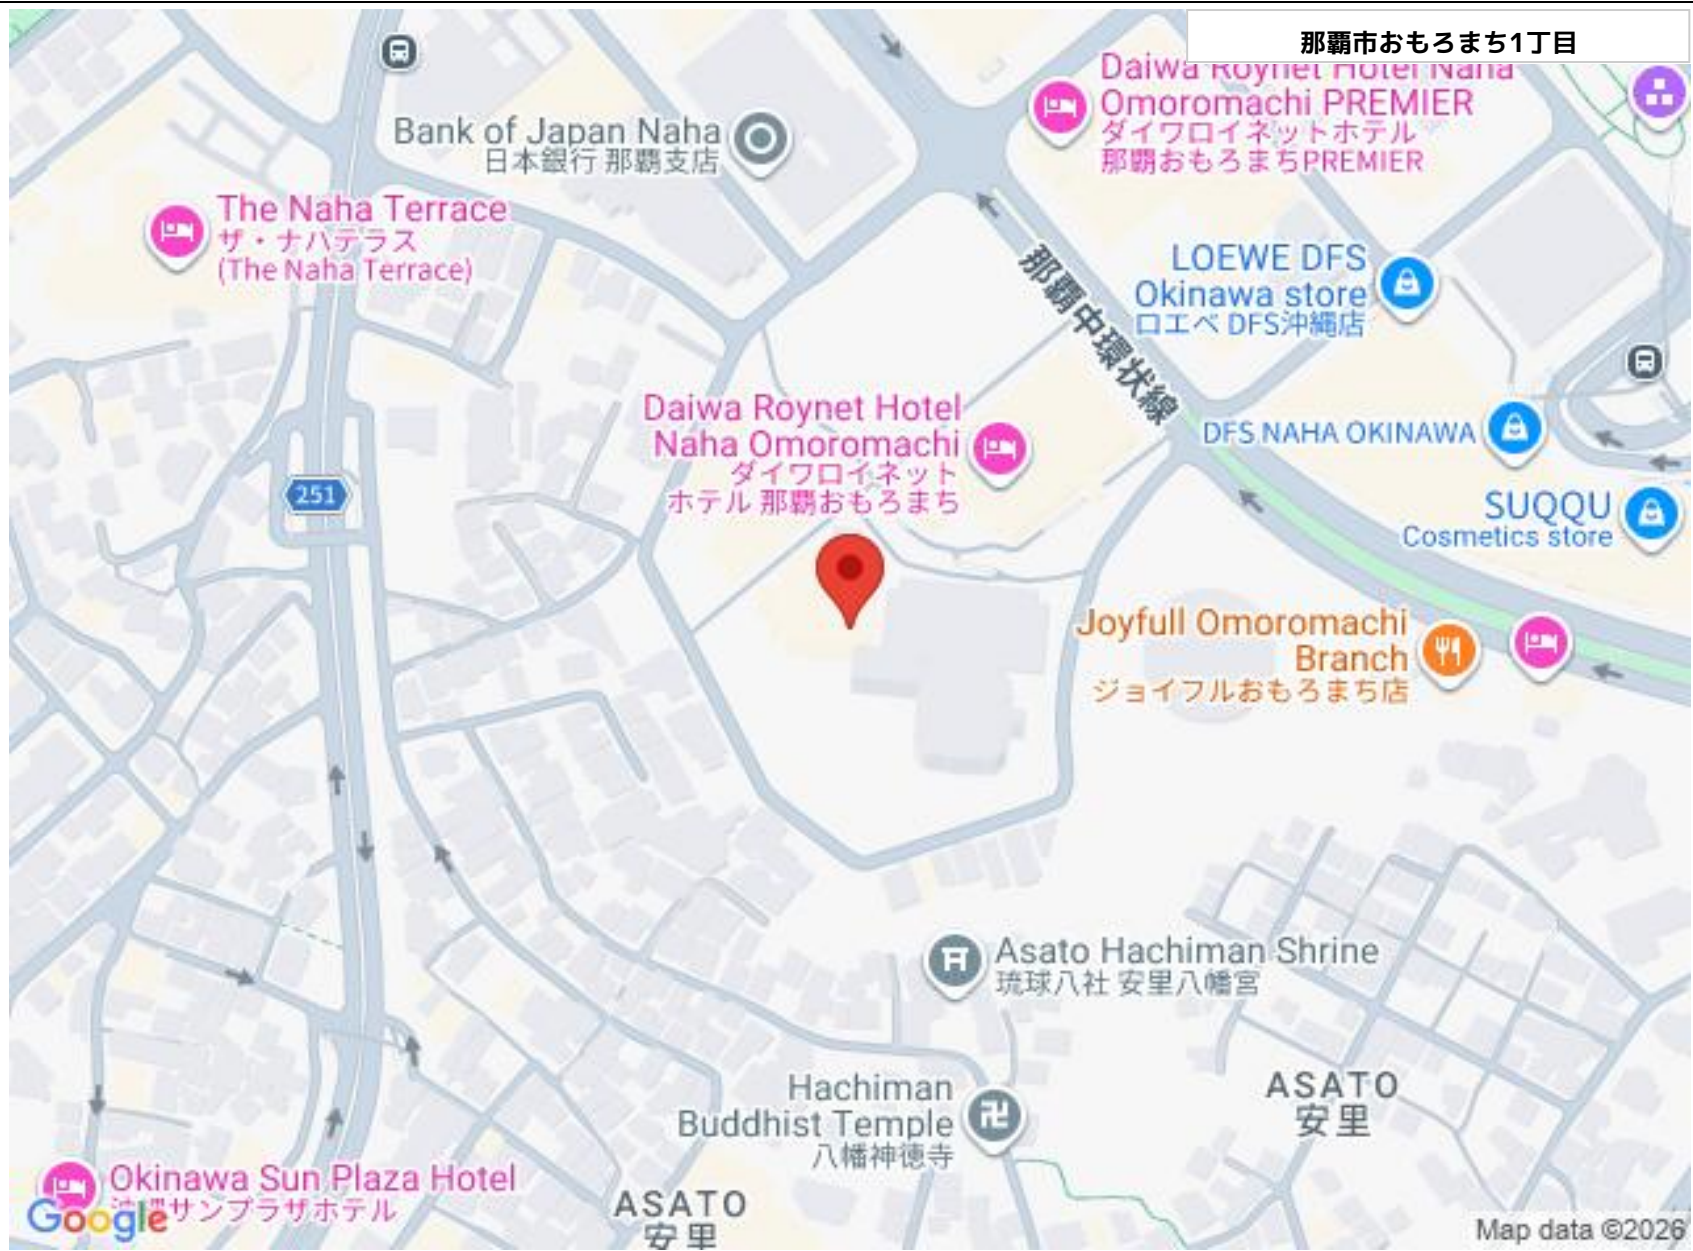 那覇市おもろまち1丁目
Daiwa Roynet Hotel Naha
Omoromachi PREMIER
ダイワロイネットホテル
那覇おもろまちPREMIER
Bank of Japan Naha
日本銀行 那覇支店
The Naha Terrace
ザ・ナハテラス
(The Naha Terrace)
那覇中環状線
LOEWE DFS
Okinawa store
ロエベ DFS沖縄店
Daiwa Roynet Hotel
Naha Omoromachi
ダイワロイネット
ホテル 那覇おもろまち
DFS NAHA OKINAWA
251
SUQQU
Cosmetics store
Joyfull Omoromachi
Branch
ジョイフルおもろまち店
Asato Hachiman Shrine
琉球八社 安里八幡宮
Hachiman
Buddhist Temple
八幡神徳寺
ASATO
安里
Okinawa Sun Plaza Hotel
沖縄サンプラザホテル
Google
ASATO
安里
Map data ©2026